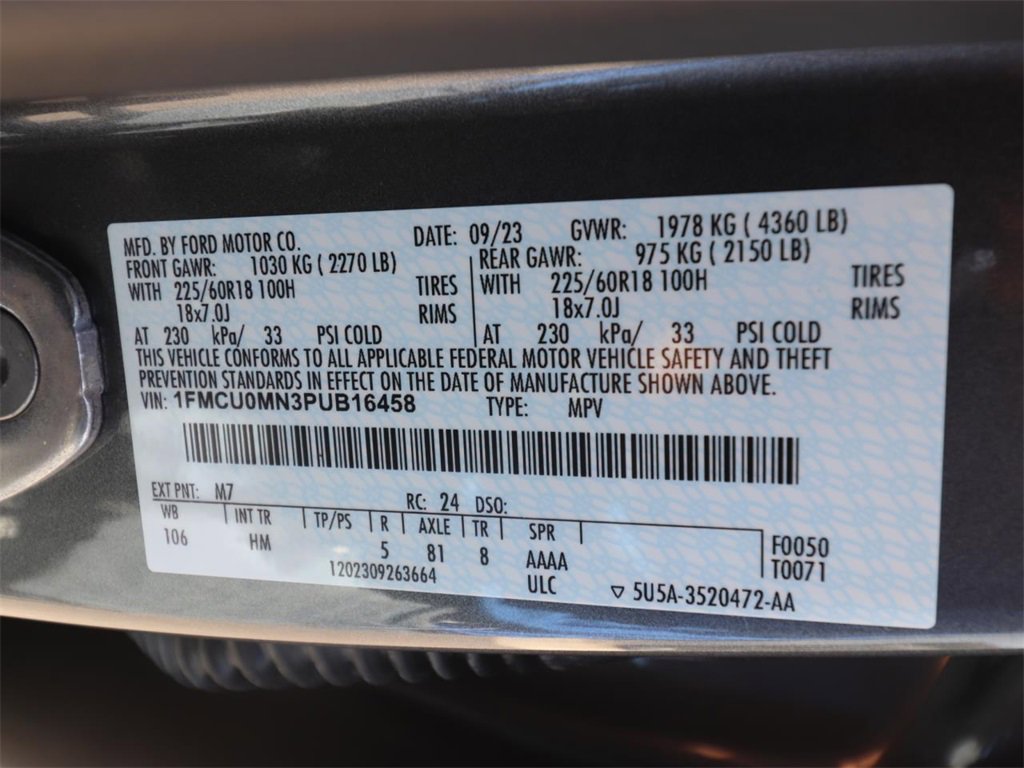 MFD. BY FORD MOTOR CO. DATE: 09/23 GVWR: 1978 KG ( 4360 LB)
FRONT GAWR: 1030 KG ( 2270 LB) REAR GAWR: 975 KG ( 2150 LB)
WITH 225/60R18 100H TIRES WITH 225/60R18 100H TIRES
18x7.0J RIMS 18x7.0J RIMS
AT 230 kPa/ 33 PSI COLD AT 230 kPa/ 33 PSI COLD
THIS VEHICLE CONFORMS TO ALL APPLICABLE FEDERAL MOTOR VEHICLE SAFETY AND THEFT
PREVENTION STANDARDS IN EFFECT ON THE DATE OF MANUFACTURE SHOWN ABOVE.
VIN: 1FMCU0MN3PUB16458 TYPE: MPV
EXT PNT: M7 RC: 24 DSO:
WB INT TR TP/PS R AXLE TR SPR
106 HM 5 81 8 AAAA F0050
1202309263664 ULC T0071
▽ 5U5A-3520472-AA